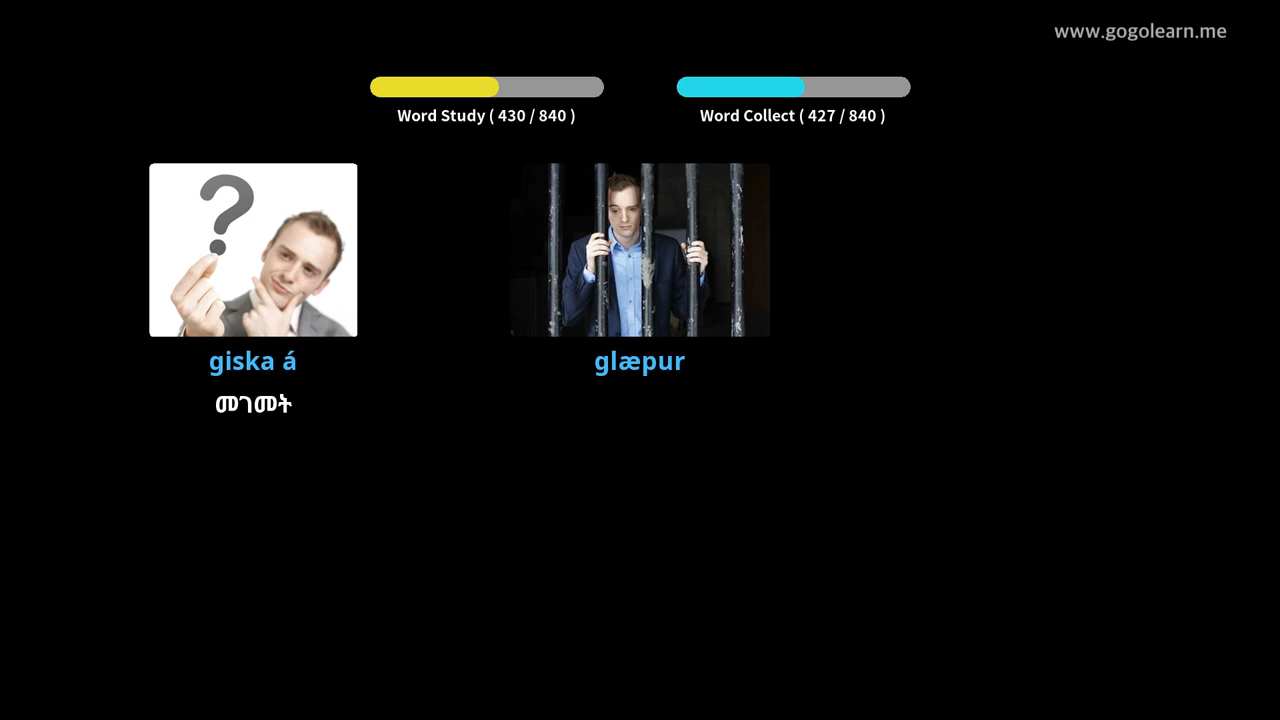 www.gogolearn.me
Word Study ( 430 / 840 )
Word Collect ( 427 / 840 )
giska á
glæpur
መገመት